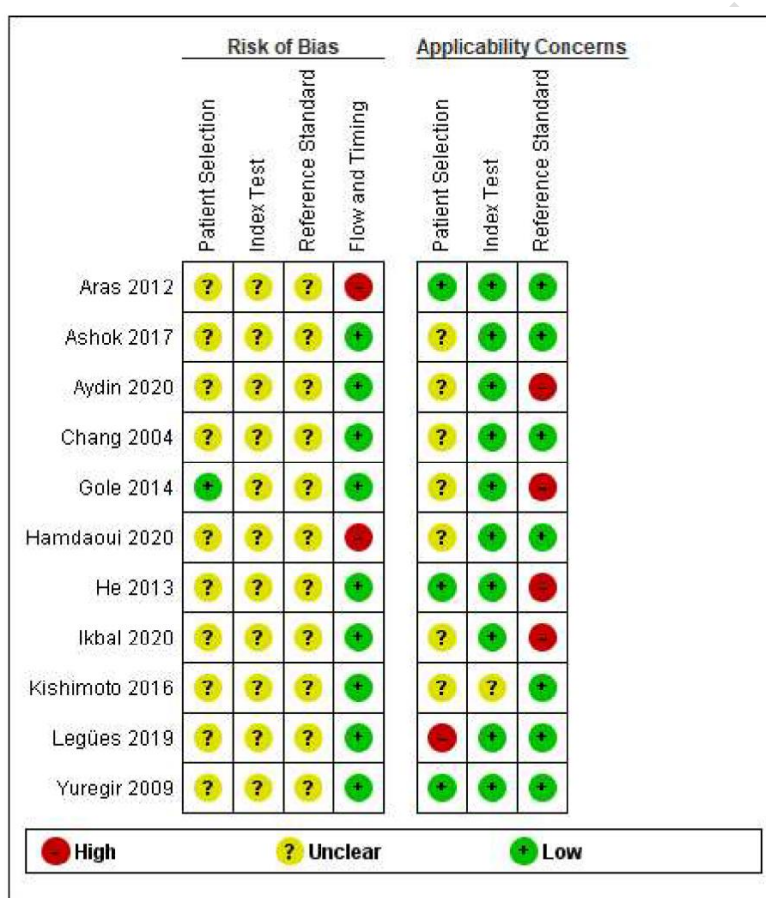 Risk of Bias Applicability Concerns
Patient Selection
Index Test
Reference Standard
Flow and Timing
Patient Selection
Index Test
Reference Standard
Aras 2012 ? ? ? - + + +
Ashok 2017 ? ? ? + ? + +
Aydin 2020 ? ? ? + ? + -
Chang 2004 ? ? ? + ? + +
Gole 2014 + ? ? + ? + -
Hamdaoui 2020 ? ? ? - ? + +
He 2013 ? ? ? + + + -
Ikbal 2020 ? ? ? + ? + -
Kishimoto 2016 ? ? ? + ? ? +
Legües 2019 ? ? ? + - + +
Yuregir 2009 ? ? ? + + + +
- High ? Unclear + Low